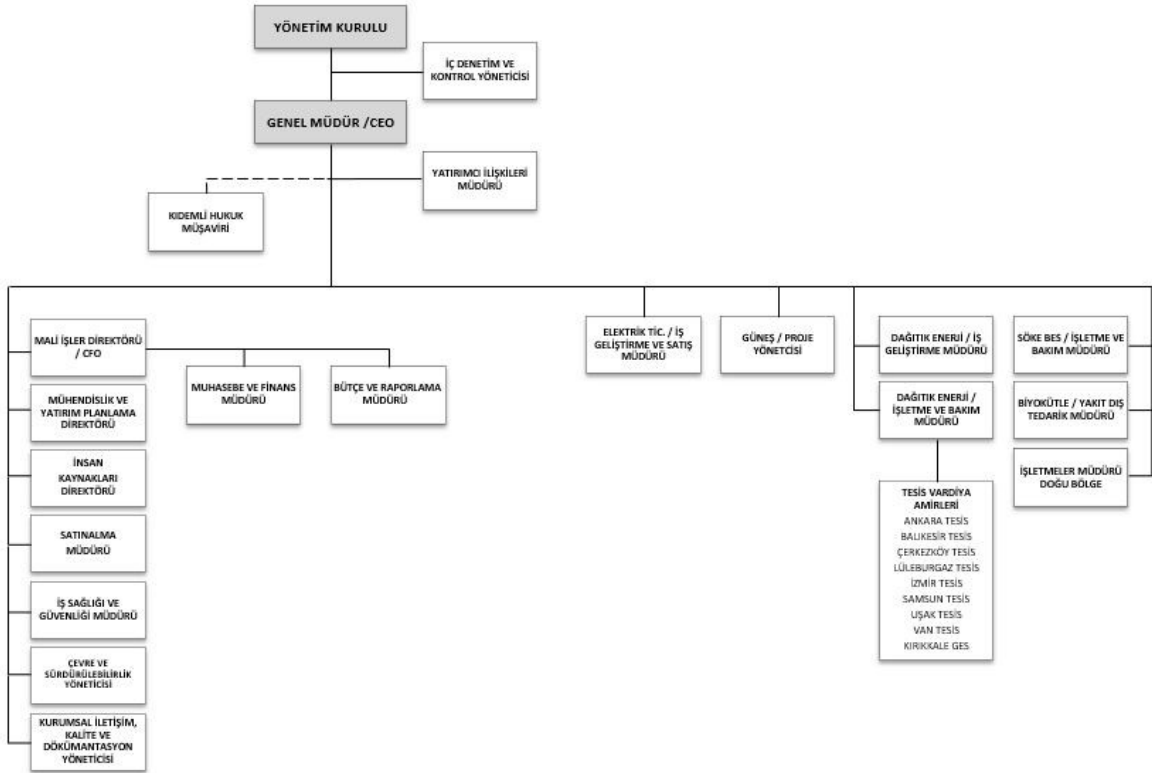 YÖNETİM KURULU
İÇ DENETİM VE
KONTROL YÖNETİCİSİ
GENEL MÜDÜR /CEO
YATIRIMCI İLİŞKİLERİ
MÜDÜRÜ
KIDEMLİ HUKUK
MÜŞAVİRİ
MALİ İŞLER DİREKTÖRÜ
/ CFO
MUHASEBE VE FİNANS
MÜDÜRÜ
BÜTÇE VE RAPORLAMA
MÜDÜRÜ
MÜHENDİSLİK VE
YATIRIM PLANLAMA
DİREKTÖRÜ
İNSAN
KAYNAKLARI
DİREKTÖRÜ
SATINALMA
MÜDÜRÜ
İŞ SAĞLIĞI VE
GÜVENLİĞİ MÜDÜRÜ
ÇEVRE VE
SÜRDÜRÜLEBİLİRLİK
YÖNETİCİSİ
KURUMSAL İLETİŞİM,
KALİTE VE
DÖKÜMANTASYON
YÖNETİCİSİ
ELEKTRİK TİC. / İŞ
GELİŞTİRME VE SATIŞ
MÜDÜRÜ
GÜNEŞ / PROJE
YÖNETCİSİ
DAĞITIK ENERJİ / İŞ
GELİŞTİRME MÜDÜRÜ
DAĞITIK ENERJİ /
İŞLETME VE BAKIM
MÜDÜRÜ
TESİS VARDİYA
AMİRLERİ
ANKARA TESİS
BALIKESİR TESİS
ÇERKEZKÖY TESİS
LÜLEBURGAZ TESİS
İZMİR TESİS
SAMSUN TESİS
UŞAK TESİS
VAN TESİS
KIRIKKALE GES
SÖKE BES / İŞLETME VE
BAKIM MÜDÜRÜ
BİYOKÜTLE / YAKIT DIŞ
TEDARİK MÜDÜRÜ
İŞLETMELER MÜDÜRÜ
DOĞU BÖLGE